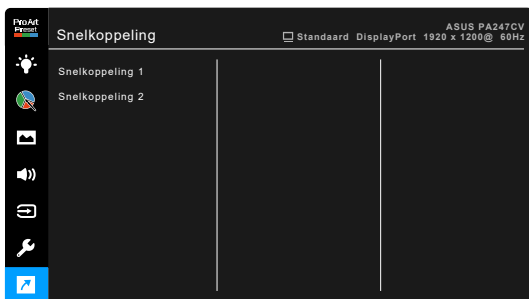 ProArt
Preset
Snelkoppeling
ASUS PA247CV
Standaard DisplayPort 1920 x 1200@ 60Hz
Snelkoppeling 1
Snelkoppeling 2